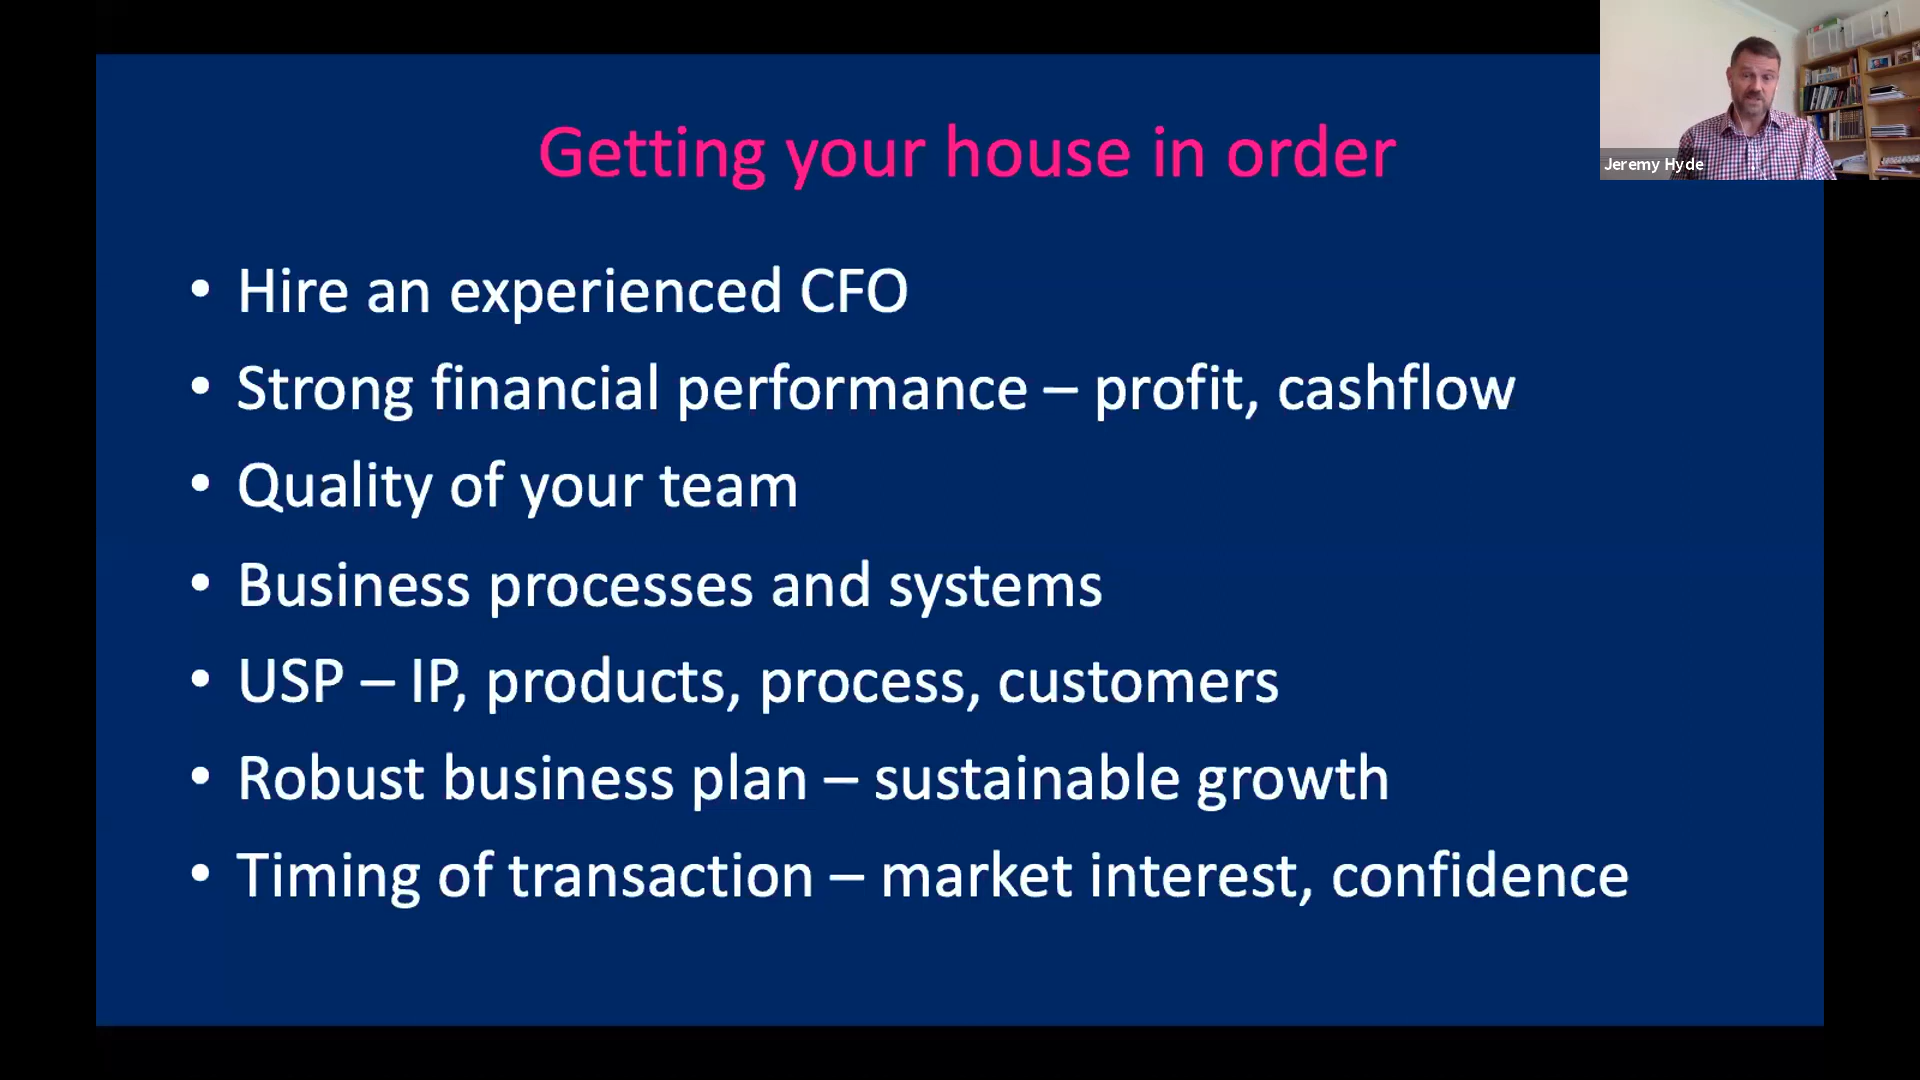 Getting your house in order
Jeremy Hyde
• Hire an experienced CFO
• Strong financial performance – profit, cashflow
• Quality of your team
• Business processes and systems
• USP – IP, products, process, customers
• Robust business plan – sustainable growth
• Timing of transaction – market interest, confidence